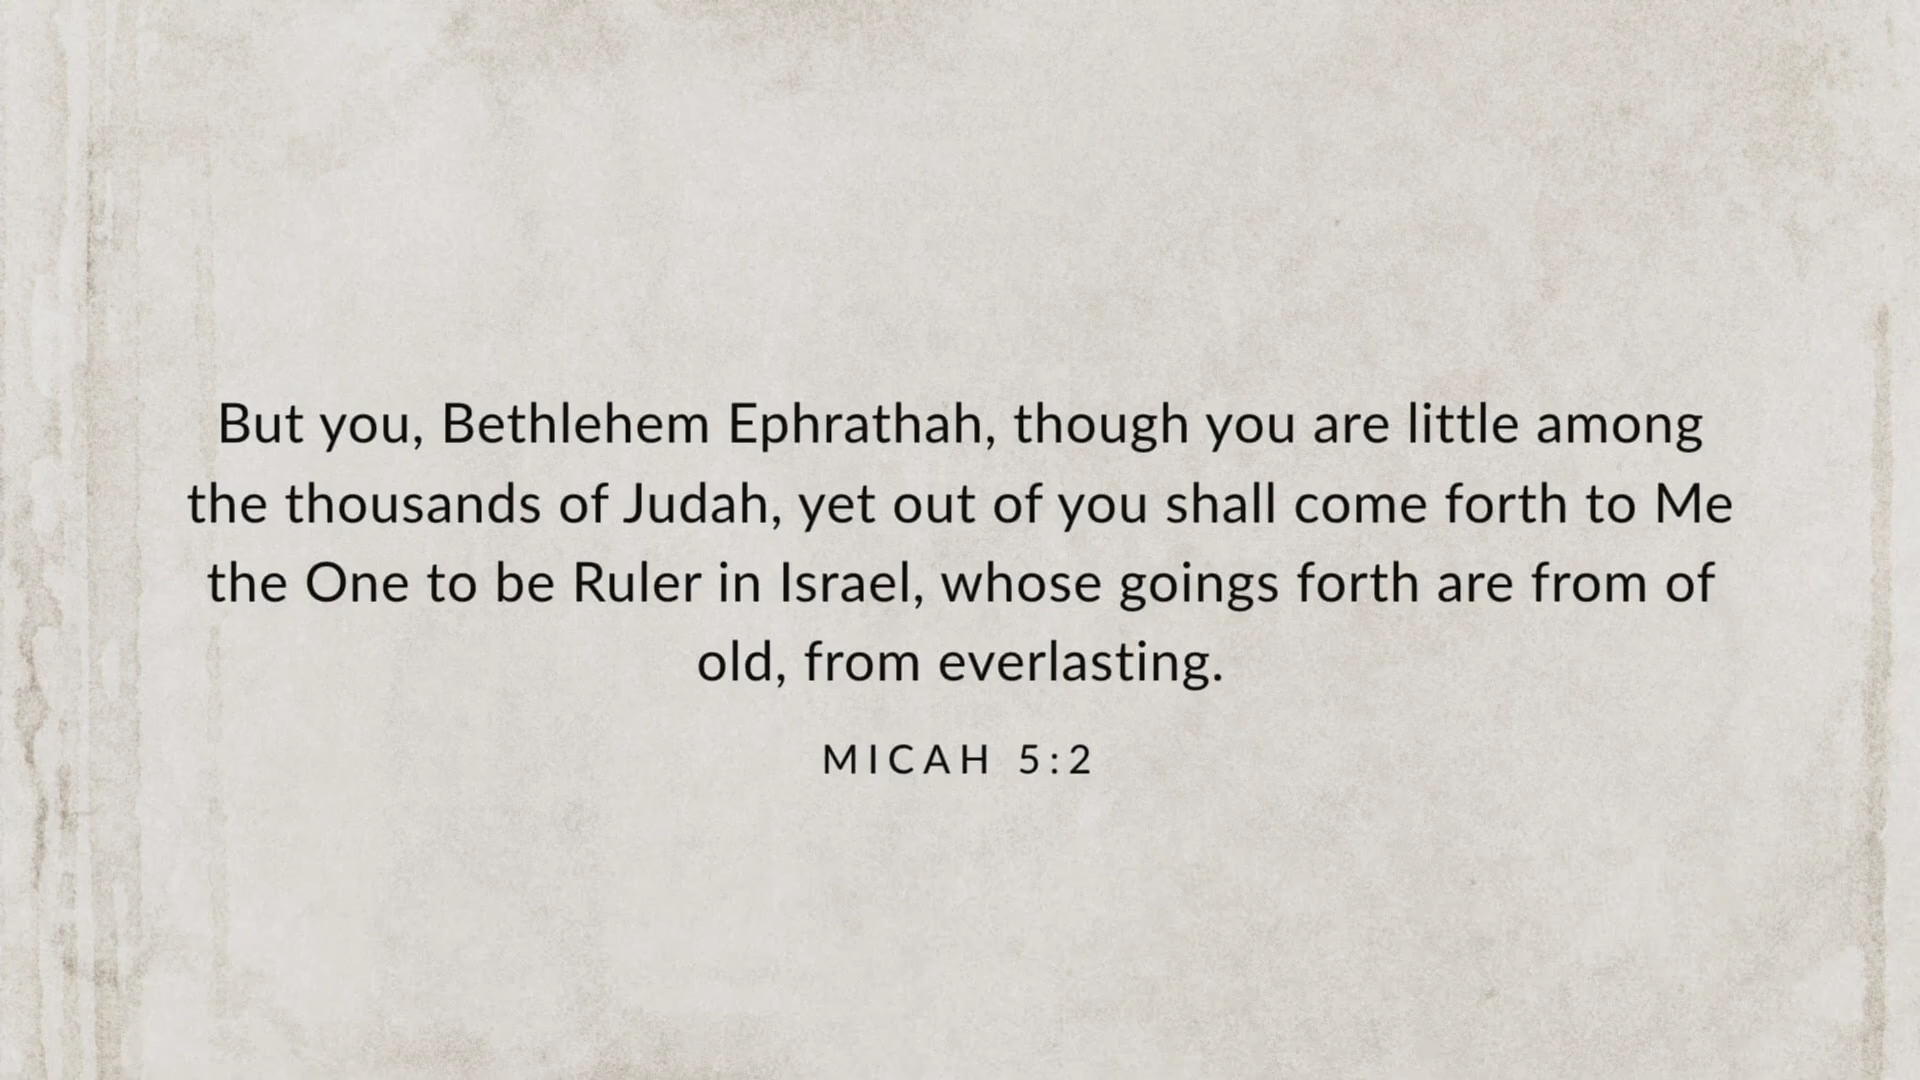 But you, Bethlehem Ephrathah, though you are little among
the thousands of Judah, yet out of you shall come forth to Me
the One to be Ruler in Israel, whose goings forth are from of
old, from everlasting.
MICAH 5:2